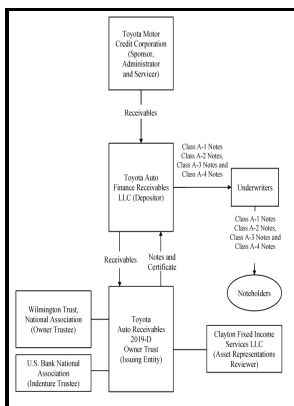 Toyota Motor
Credit Corporation
(Sponsor,
Administrator
and Servicer)
Receivables
Toyota Auto
Finance Receivables
LLC (Depositor)
Class A-1 Notes
Class A-2 Notes,
Class A-3 Notes and
Class A-4 Notes
Underwriters
Class A-1 Notes
Class A-2 Notes,
Class A-3 Notes and
Class A-4 Notes
Receivables
Notes and
Certificate
Noteholders
Wilmington Trust,
National Association
(Owner Trustee)
Toyota
Auto Receivables
2019-D
Owner Trust
(Issuing Entity)
Clayton Fixed Income
Services LLC
(Asset Representations
Reviewer)
U.S. Bank National
Association
(Indenture Trustee)